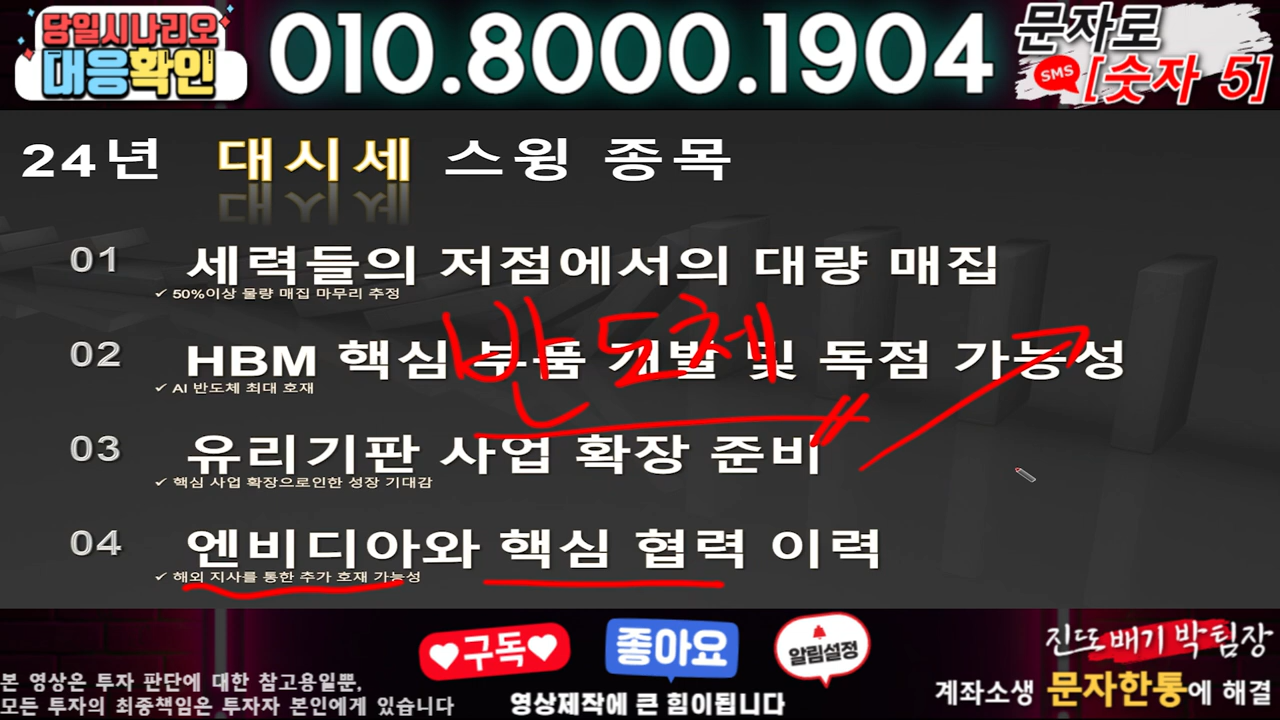 당일시나리오
대응확인
010.8000.1904
문자로
SMS
[숫자 5]
24년 대시세 스윙 종목
01 세력들의 저점에서의 대량 매집
✓ 50%이상 물량 매집 마무리 추정
반도체
02 HBM 핵심 부품 개발 및 독점 가능성
✓ AI 반도체 최대 호재
03 유리기판 사업 확장 준비
✓ 핵심 사업 확장으로인한 성장 기대감
04 엔비디아와 핵심 협력 이력
✓ 해외 지사를 통한 추가 호재 가능성
구독
좋아요
알림설정
진또배기 박팀장
본 영상은 투자 판단에 대한 참고용일뿐,
모든 투자의 최종책임은 투자자 본인에게 있습니다
영상제작에 큰 힘이됩니다
계좌소생 문자한통에 해결